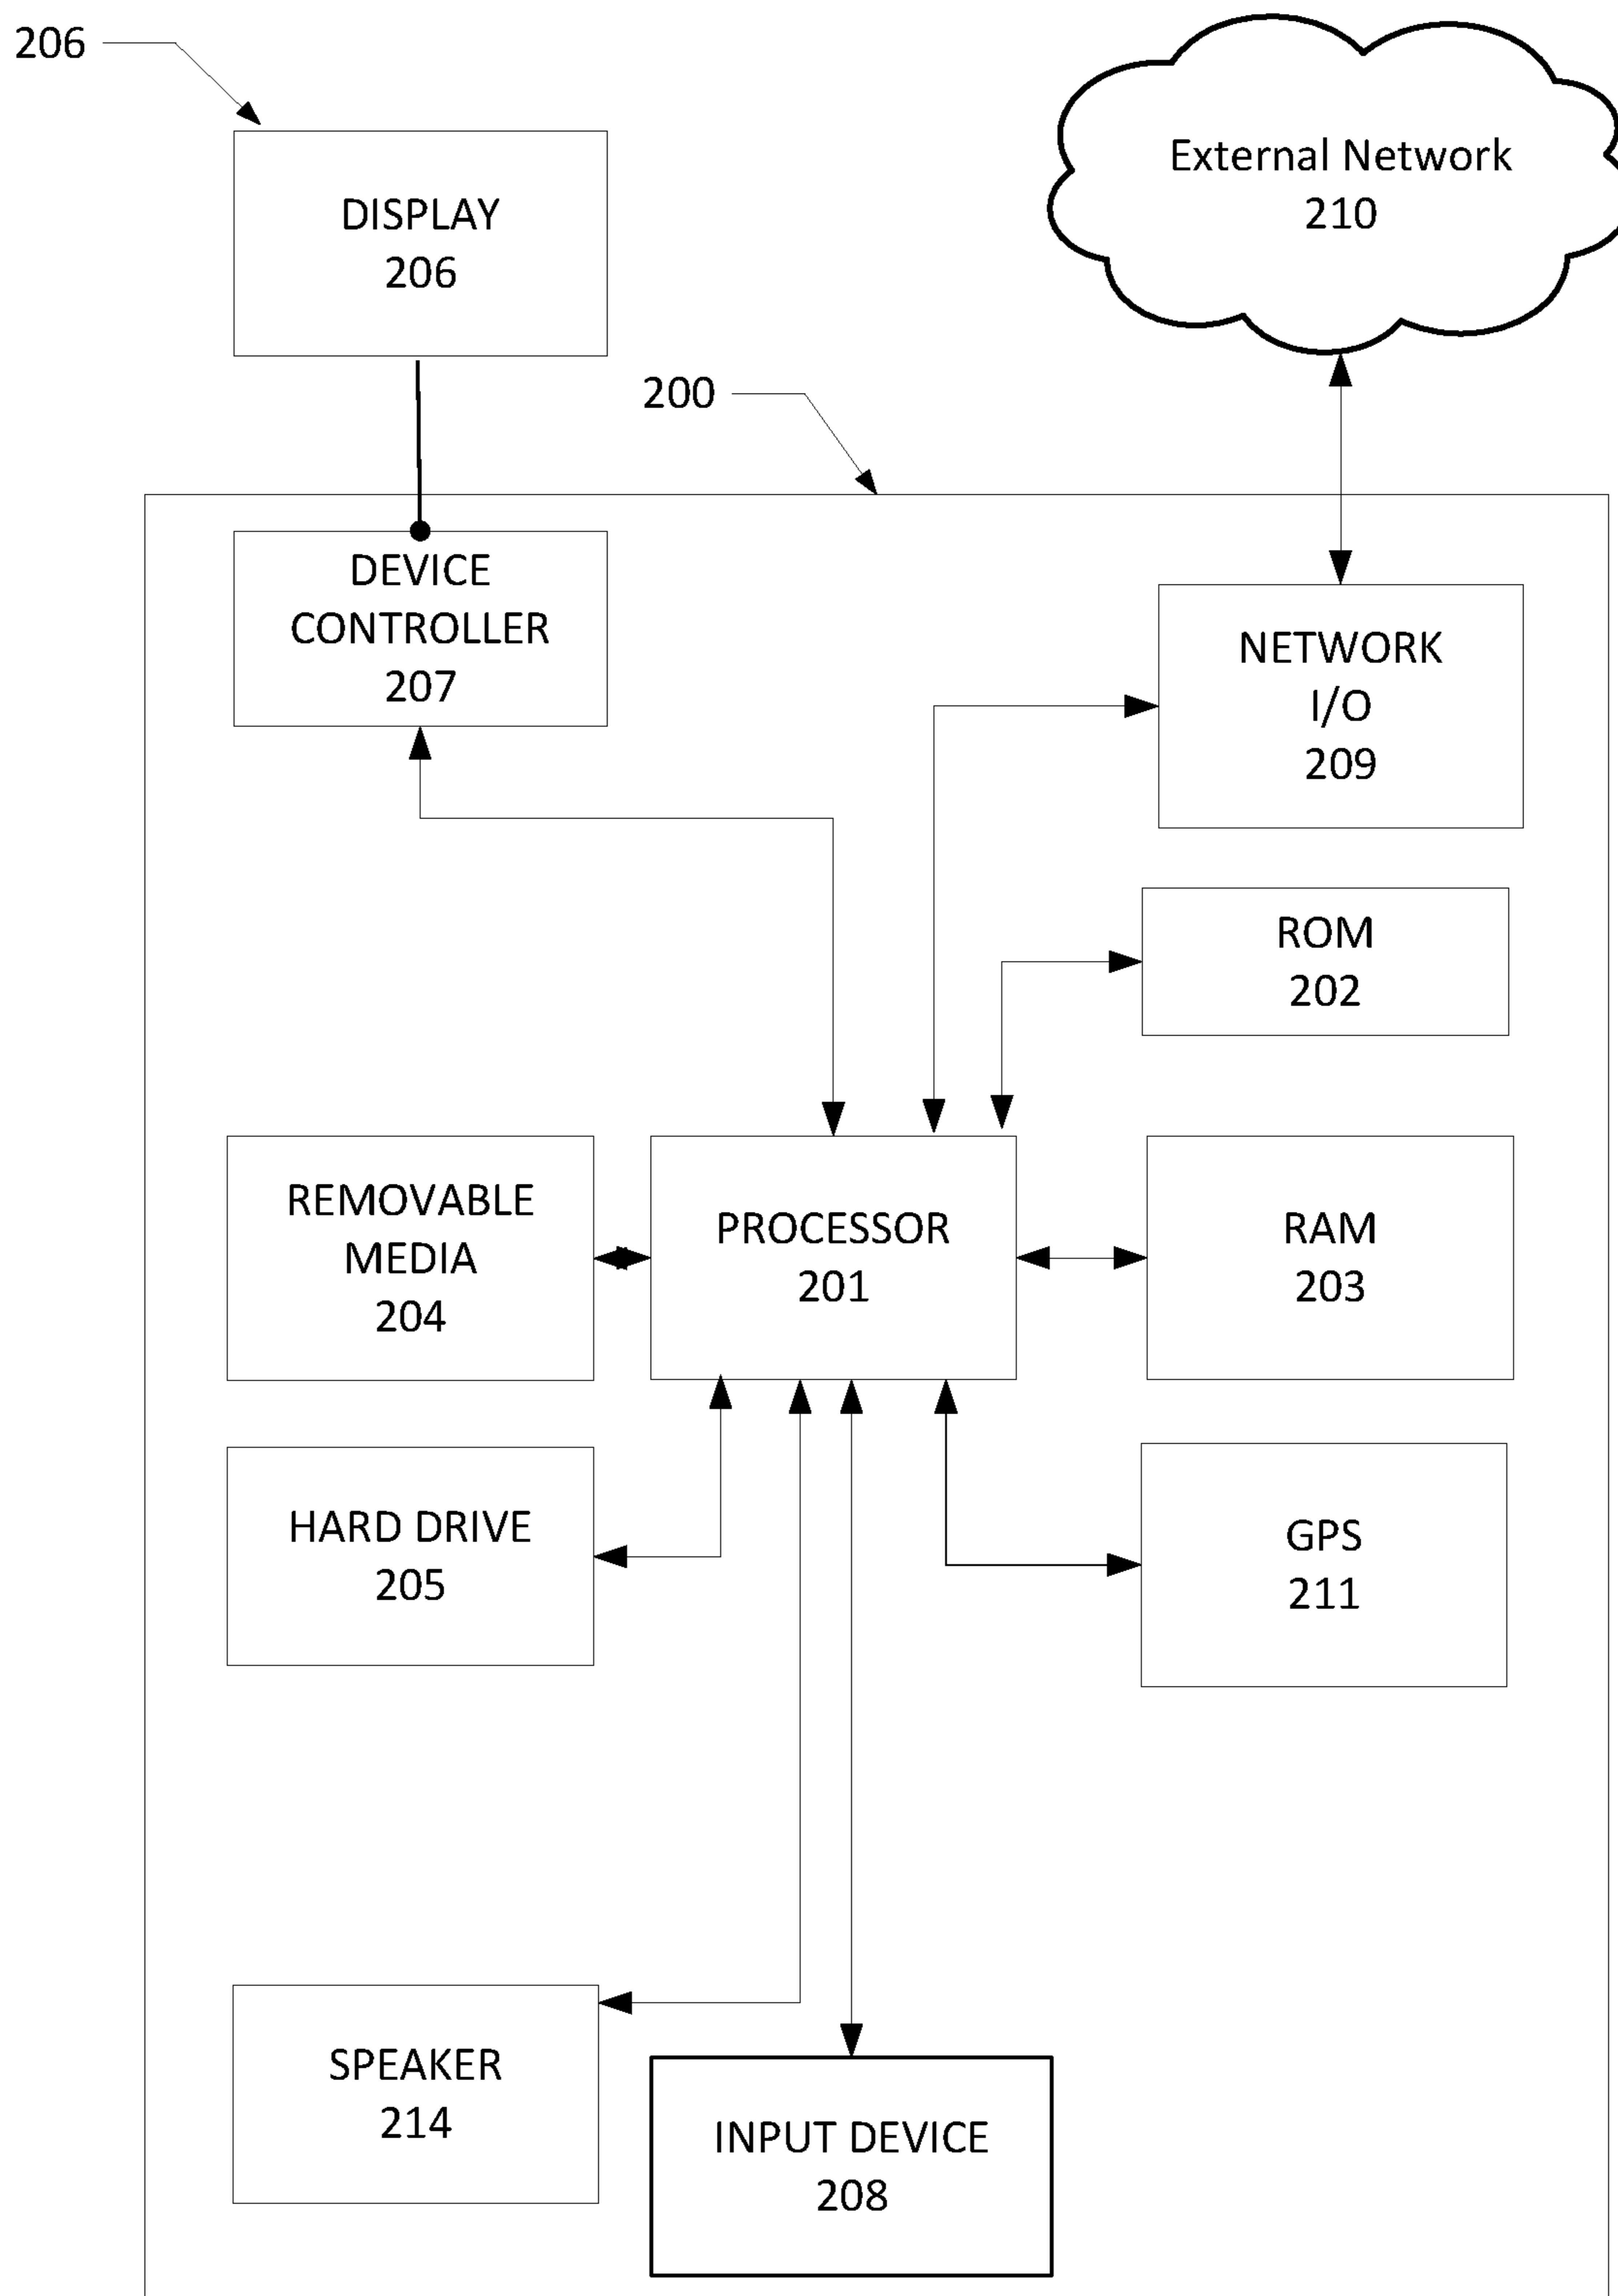 206
DISPLAY
206
External Network
210
200
DEVICE
CONTROLLER
207
NETWORK
I/O
209
ROM
202
REMOVABLE
MEDIA
204
PROCESSOR
201
RAM
203
HARD DRIVE
205
GPS
211
SPEAKER
214
INPUT DEVICE
208